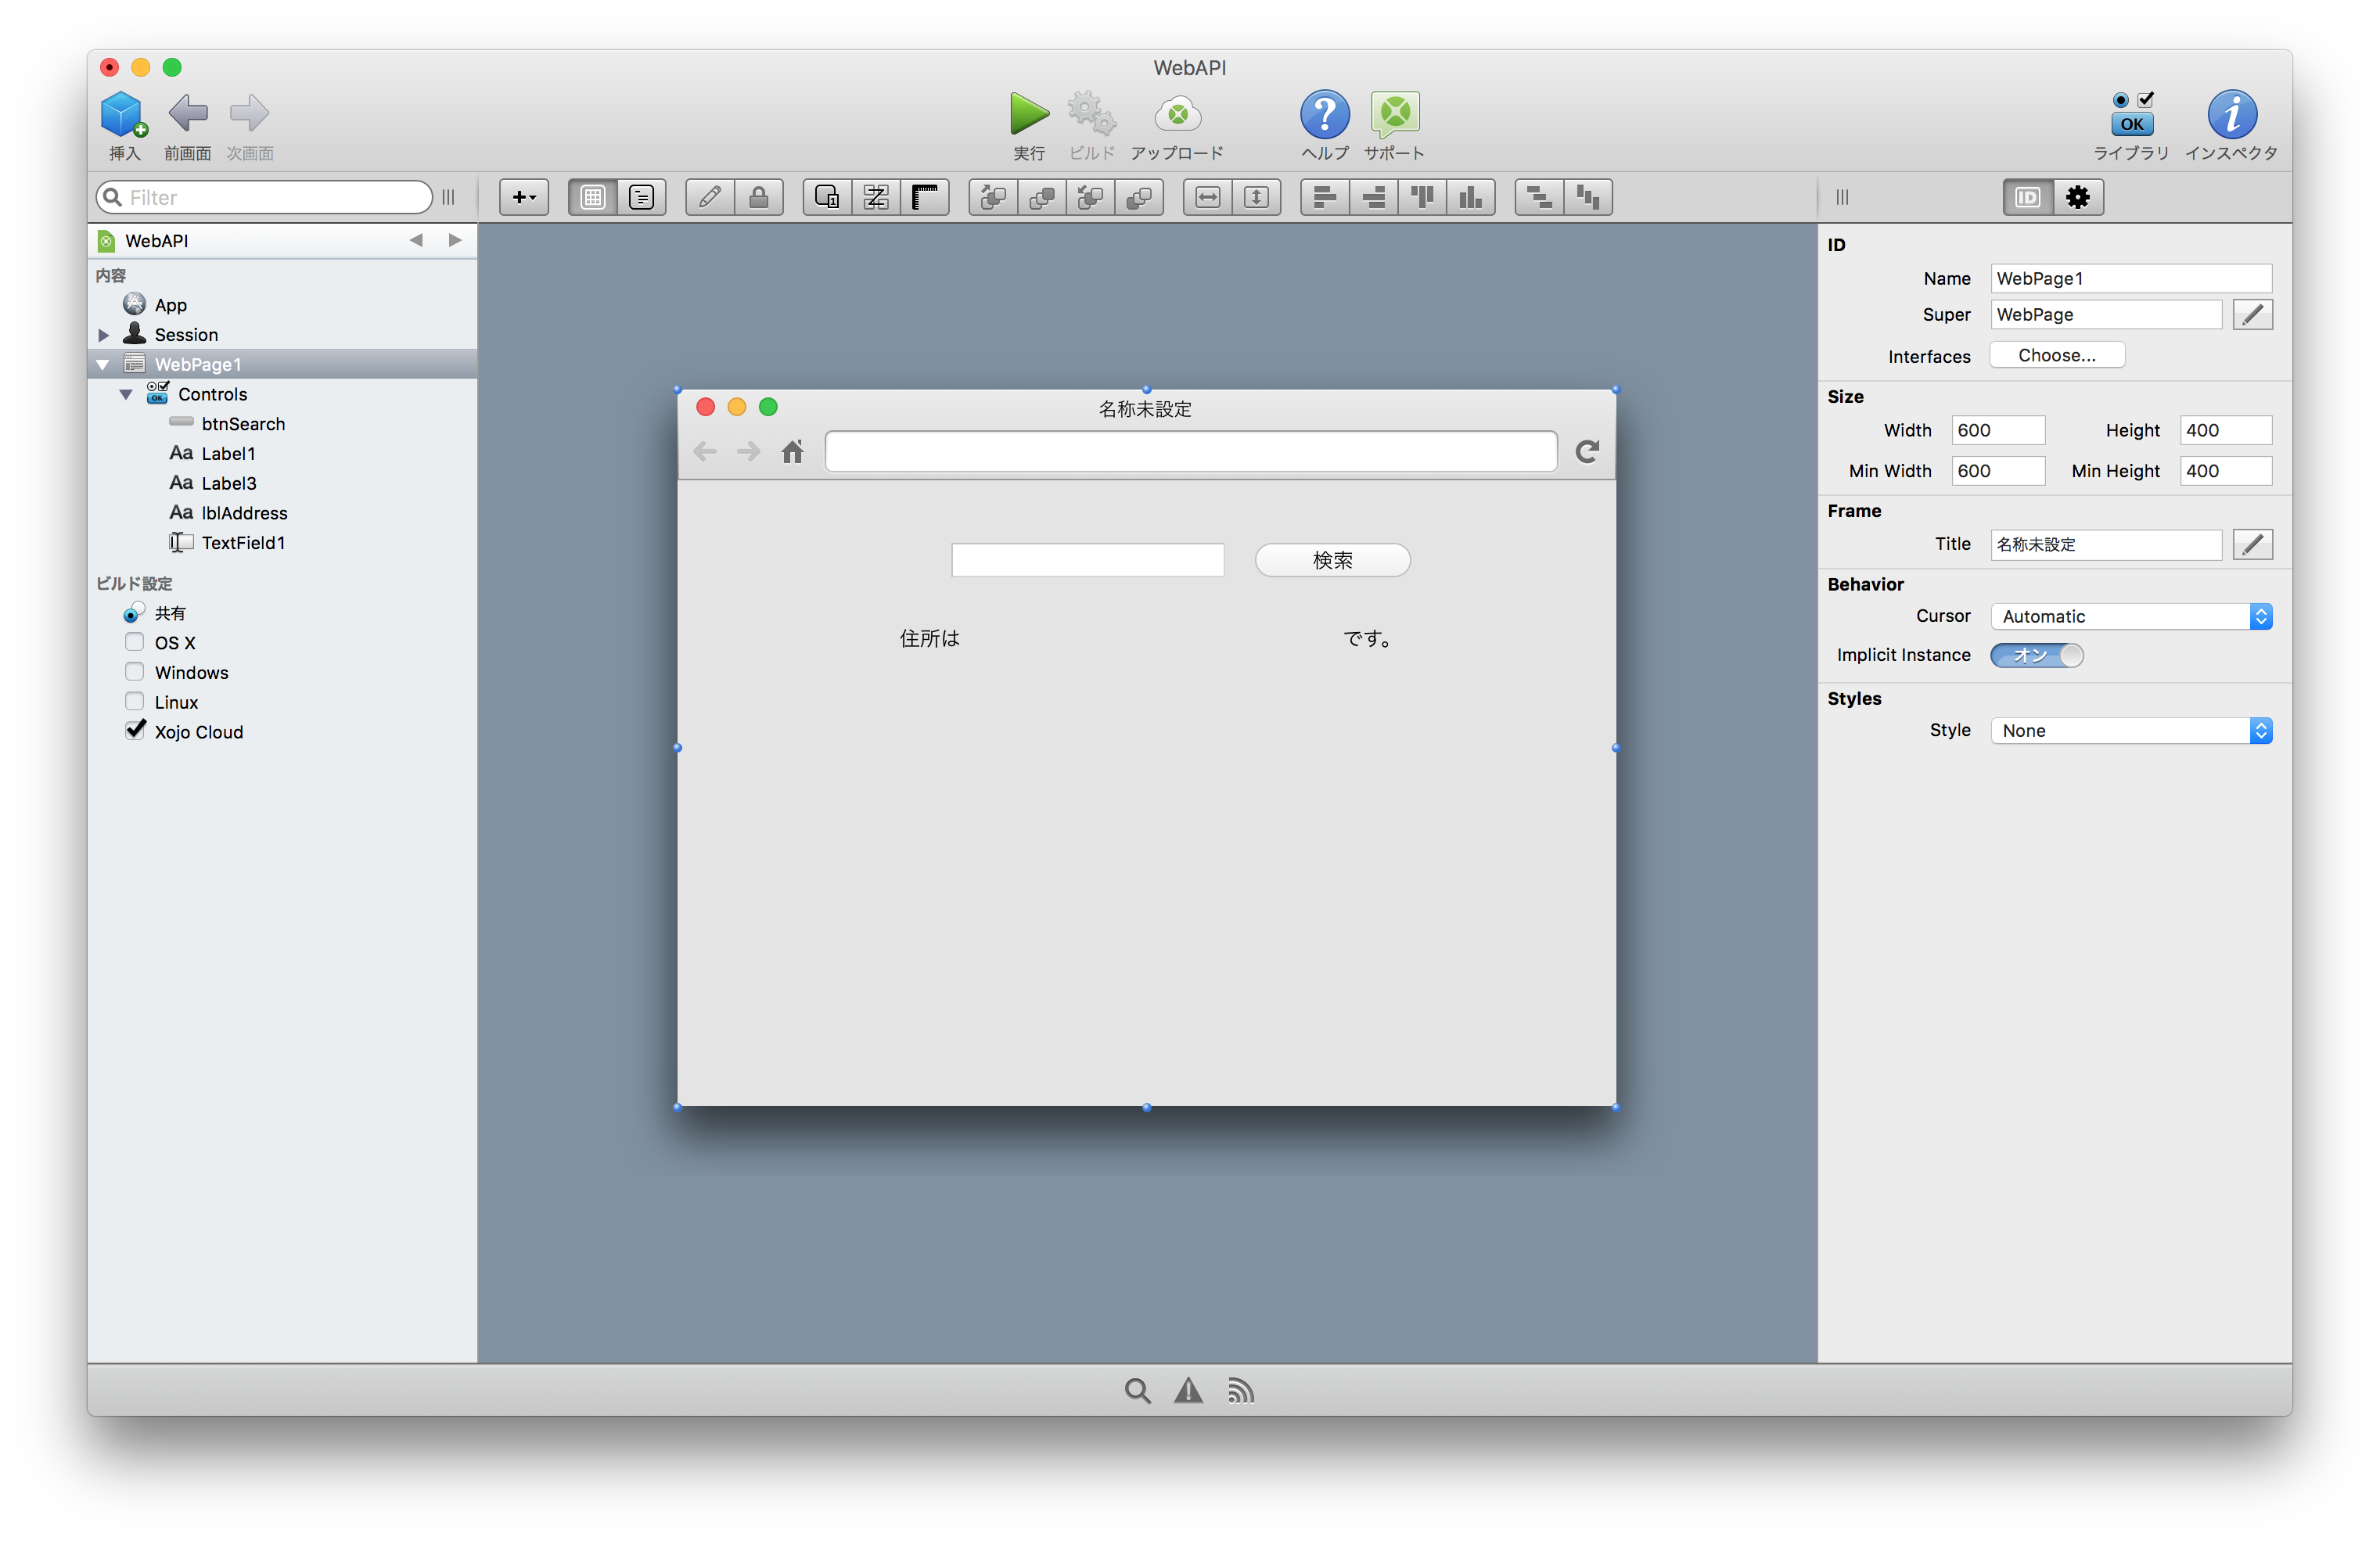 WebAPI
挿入
前画面
次画面
実行
ビルド
アップロード
ヘルプ
サポート
OK
ライブラリ
インスペクタ
Filter
1
ID
WebAPI
内容
App
Session
WebPage1
OK
Controls
btnSearch
Aa Label1
Aa Label3
Aa lblAddress
TextField1
ビルド設定
共有
OS X
Windows
Linux
Xojo Cloud
名称未設定
検索
住所は
です。
ID
Name WebPage1
Super WebPage
Interfaces Choose...
Size
Width 600 Height 400
Min Width 600 Min Height 400
Frame
Title 名称未設定
Behavior
Cursor Automatic
Implicit Instance オン
Styles
Style None